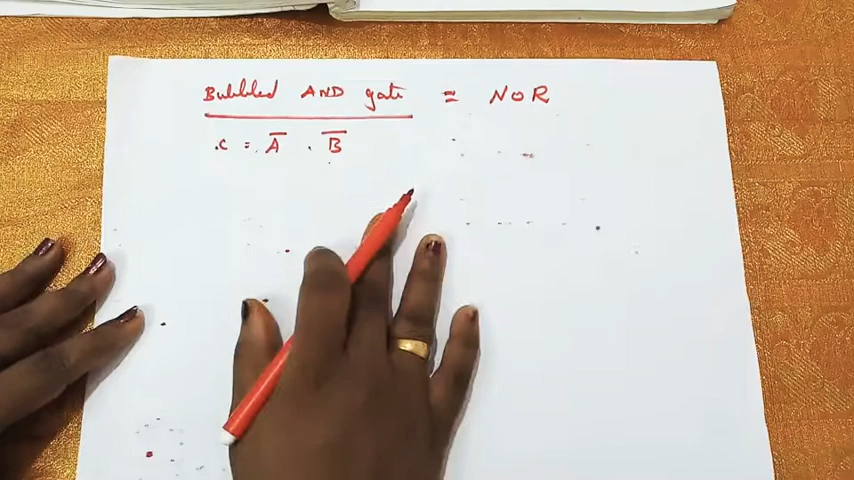 Bubbled AND gate = NOR
C = A̅ . B̅